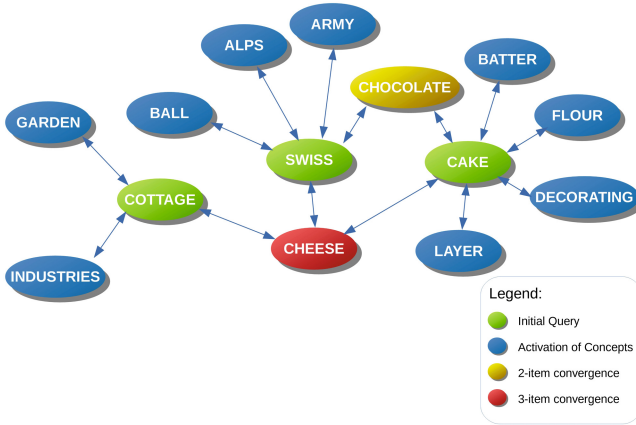 ARMY
ALPS
BATTER
CHOCOLATE
BALL
FLOUR
GARDEN
SWISS
CAKE
COTTAGE
DECORATING
CHEESE
LAYER
INDUSTRIES
Legend:
Initial Query
Activation of Concepts
2-item convergence
3-item convergence